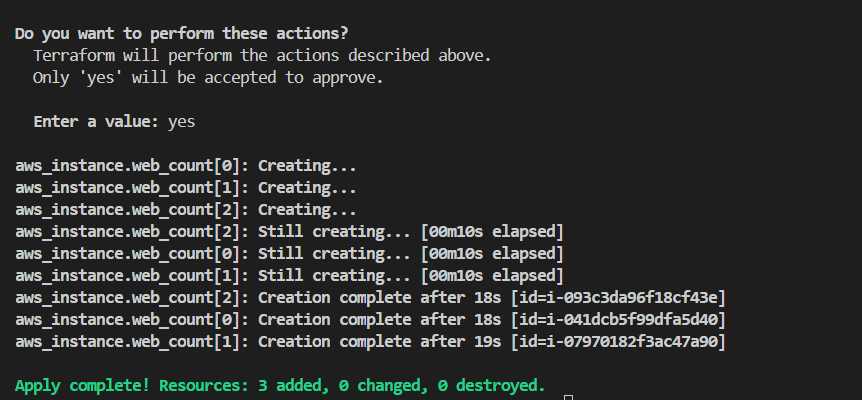 Do you want to perform these actions?
Terraform will perform the actions described above.
Only 'yes' will be accepted to approve.
Enter a value: yes
aws_instance.web_count[0]: Creating...
aws_instance.web_count[1]: Creating...
aws_instance.web_count[2]: Creating...
aws_instance.web_count[2]: Still creating... [00m10s elapsed]
aws_instance.web_count[0]: Still creating... [00m10s elapsed]
aws_instance.web_count[1]: Still creating... [00m10s elapsed]
aws_instance.web_count[2]: Creation complete after 18s [id=i-093c3da96f18cf43e]
aws_instance.web_count[0]: Creation complete after 18s [id=i-041dcb5f99dfa5d40]
aws_instance.web_count[1]: Creation complete after 19s [id=i-07970182f3ac47a90]
Apply complete! Resources: 3 added, 0 changed, 0 destroyed.